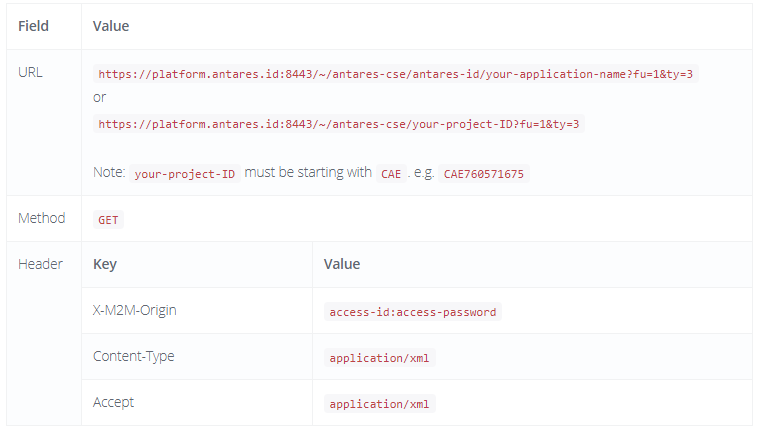 Field Value
URL https://platform.antares.id:8443/~/antares-cse/antares-id/your-application-name?fu=1&ty=3
or
https://platform.antares.id:8443/~/antares-cse/your-project-ID?fu=1&ty=3
Note: your-project-ID must be starting with CAE . e.g. CAE760571675
Method GET
Header Key Value
X-M2M-Origin access-id:access-password
Content-Type application/xml
Accept application/xml